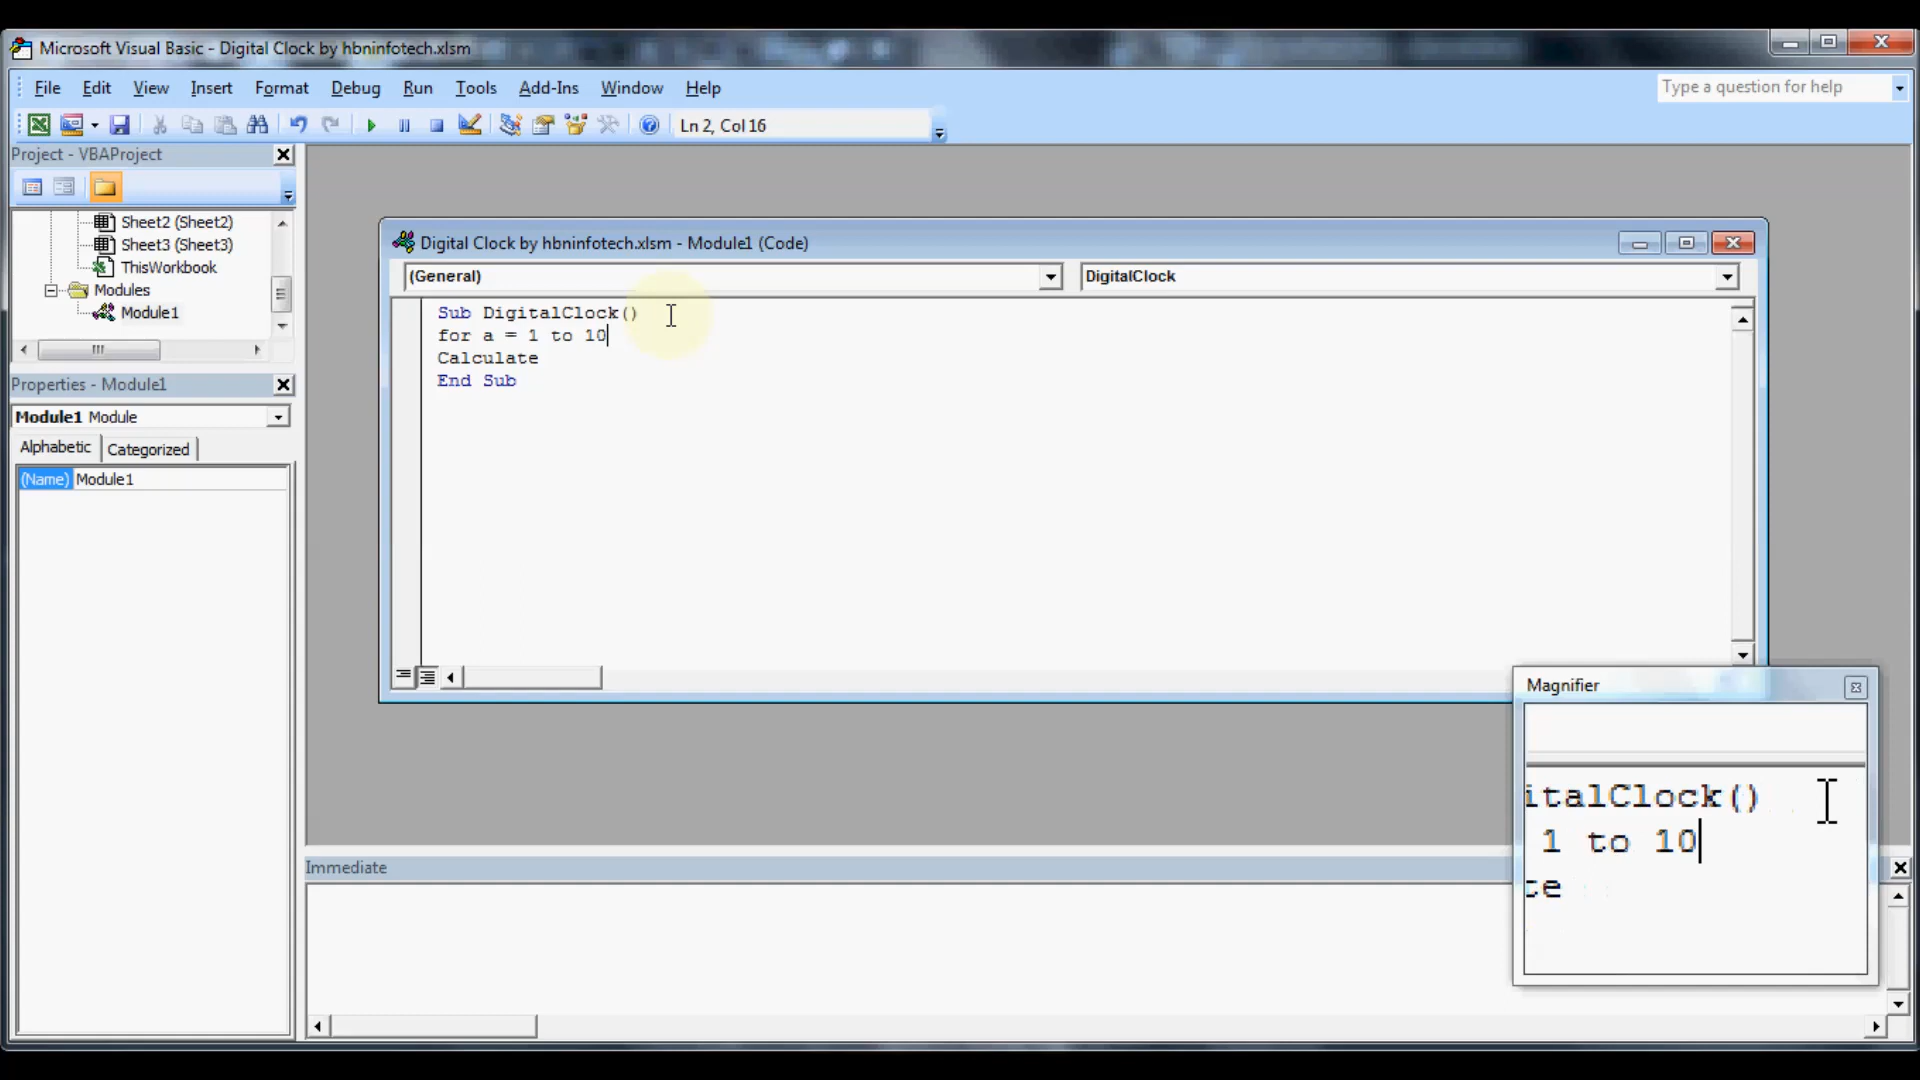 Microsoft Visual Basic - Digital Clock by hbninfotech.xlsm
File Edit View Insert Format Debug Run Tools Add-Ins Window Help Type a question for help
Ln 2, Col 16
Project - VBAProject
Sheet2 (Sheet2)
Sheet3 (Sheet3)
ThisWorkbook
Modules
Module1
Properties - Module1
Module1 Module
Alphabetic Categorized
(Name) Module1
Digital Clock by hbninfotech.xlsm - Module1 (Code)
(General) DigitalClock
Sub DigitalClock()
for a = 1 to 10
Calculate
End Sub
Immediate
Magnifier
italClock()
1 to 10
te